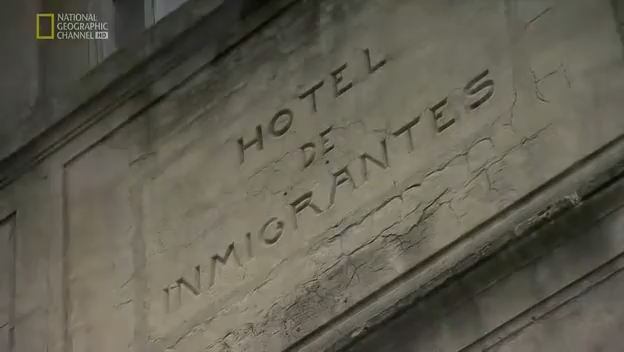 NATIONAL
GEOGRAPHIC
CHANNEL HD
HOTEL
DE
INMIGRANTES